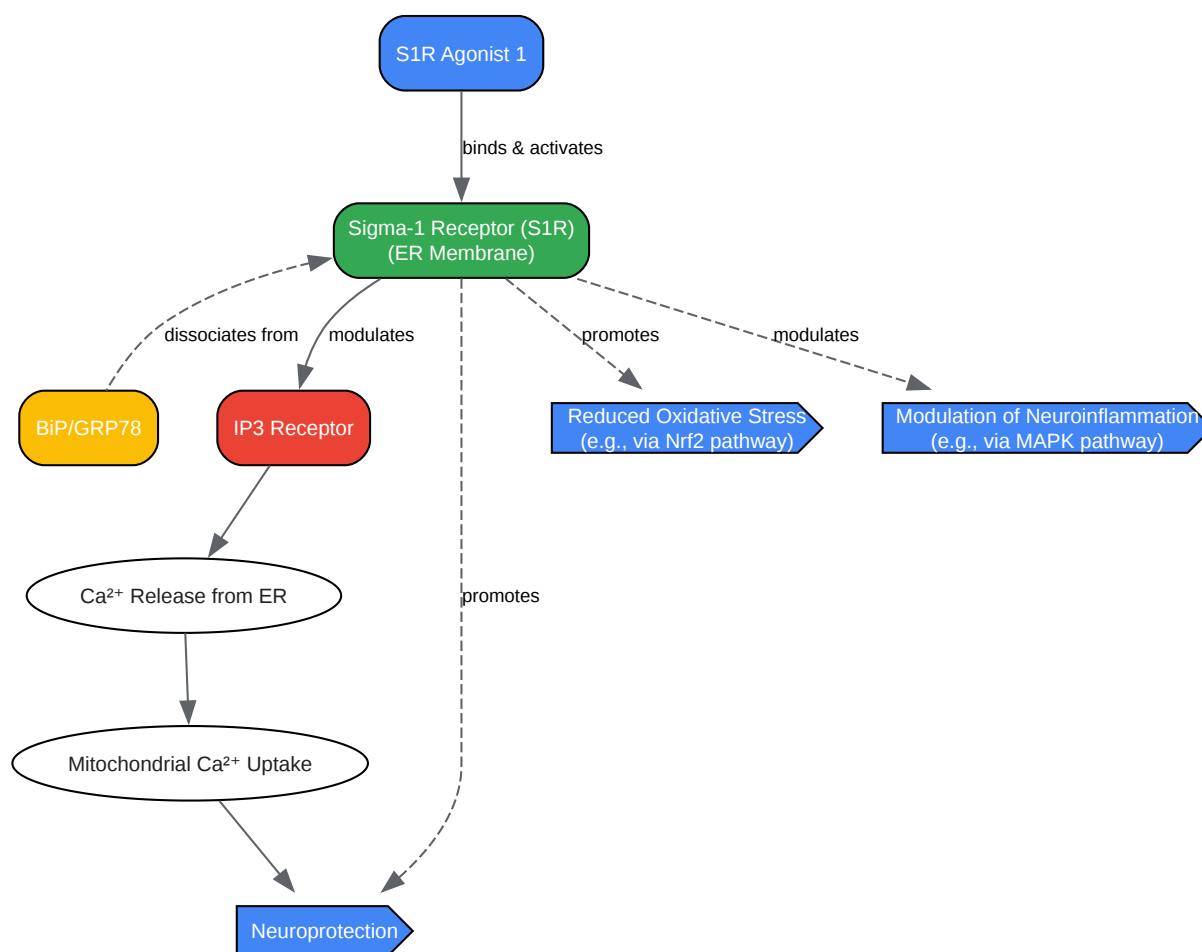 S1R Agonist 1
binds & activates
Sigma-1 Receptor (S1R)
(ER Membrane)
dissociates from
modulates
promotes
modulates
BiP/GRP78
IP3 Receptor
Reduced Oxidative Stress
(e.g., via Nrf2 pathway)
Modulation of Neuroinflammation
(e.g., via MAPK pathway)
Ca²⁺ Release from ER
promotes
Mitochondrial Ca²⁺ Uptake
Neuroprotection